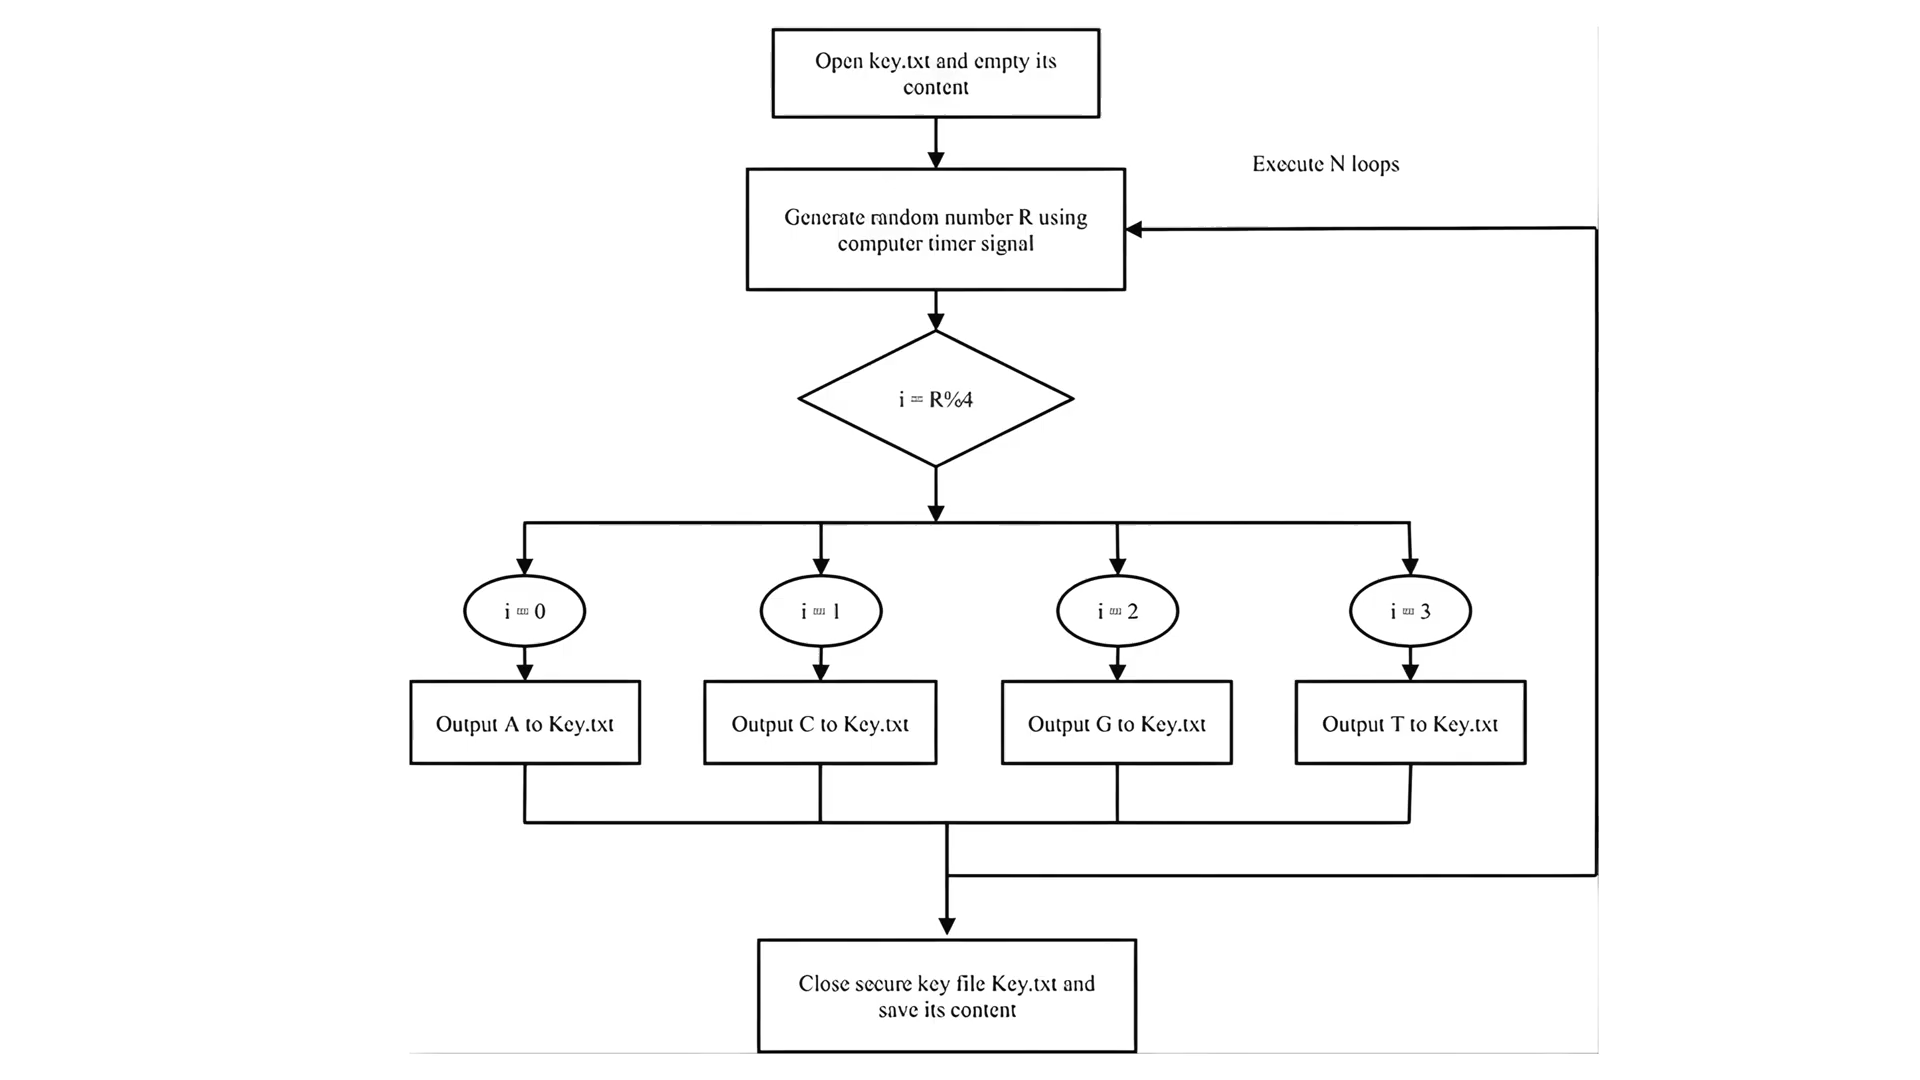 Open key.txt and empty its
content
Execute N loops
Generate random number R using
computer timer signal
i = R%4
i = 0
i = 1
i = 2
i = 3
Output A to Key.txt
Output C to Key.txt
Output G to Key.txt
Output T to Key.txt
Close secure key file Key.txt and
save its content